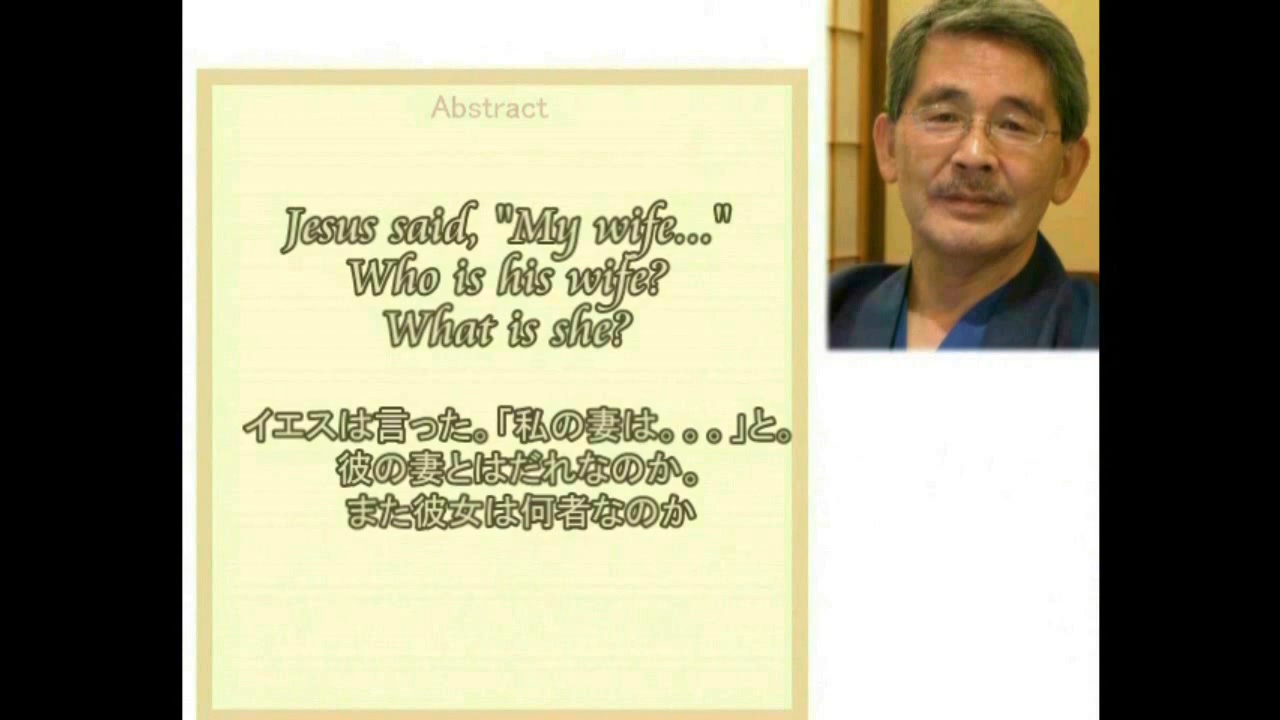 Abstract
Jesus said, "My wife..."
Who is his wife?
What is she?
イエスは言った。「私の妻は。。。」と。
彼の妻とはだれなのか。
また彼女は何者なのか